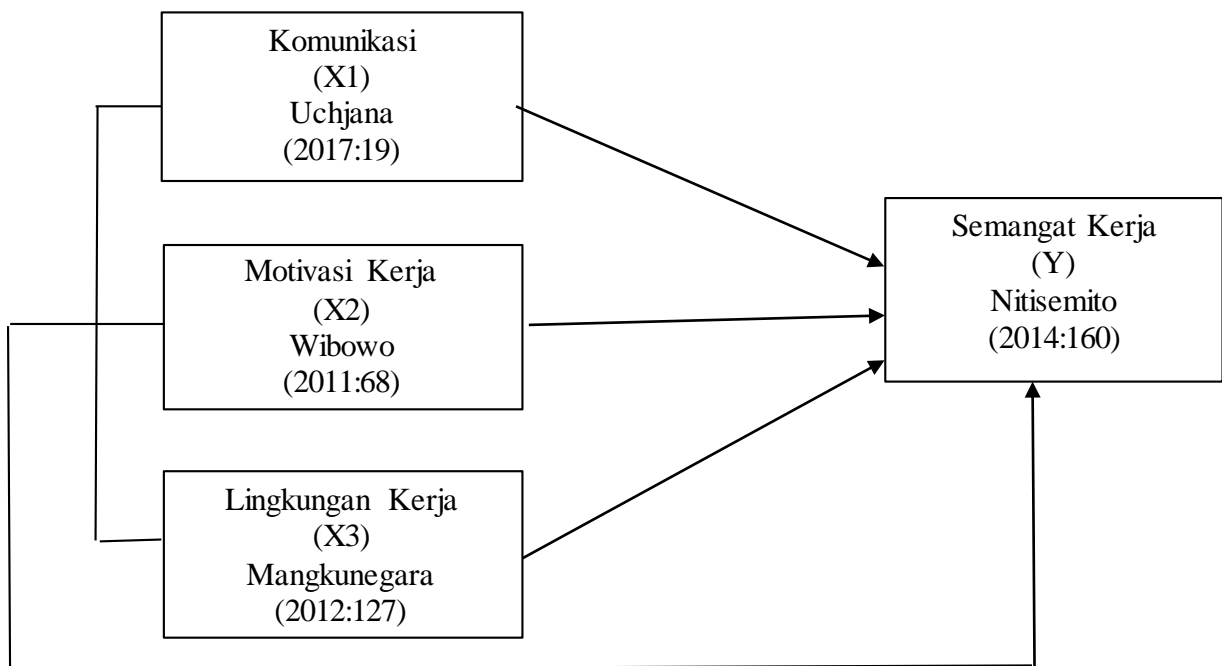 Komunikasi
(X1)
Uchjana
(2017:19)
Motivasi Kerja
(X2)
Wibowo
(2011:68)
Lingkungan Kerja
(X3)
Mangkunegara
(2012:127)
Semangat Kerja
(Y)
Nitisemito
(2014:160)